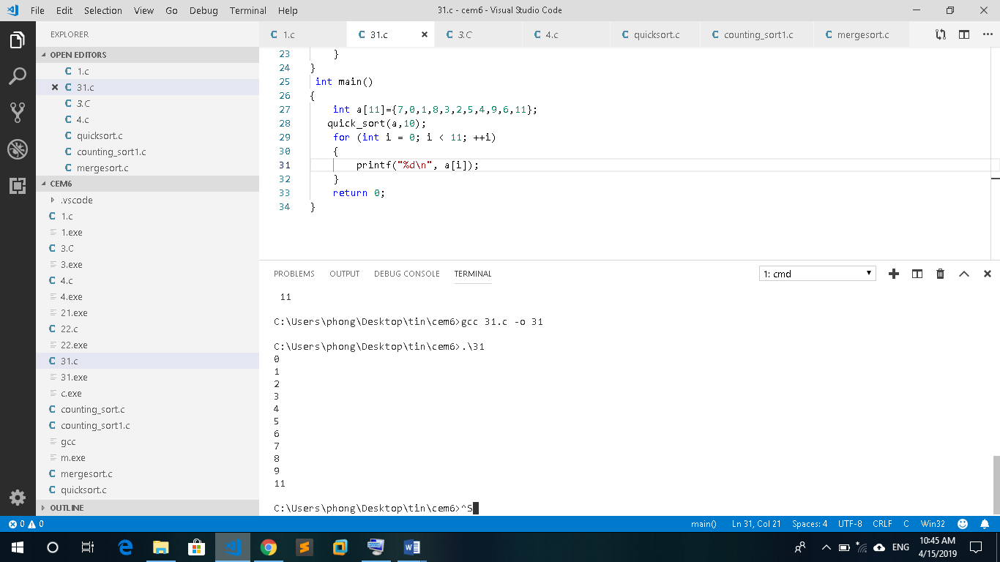 File Edit Selection View Go Debug Terminal Help
31.c - cem6 - Visual Studio Code
EXPLORER
OPEN EDITORS
1.c
31.c
3.C
4.c
quicksort.c
counting_sort1.c
mergesort.c
CEM6
.vscode
1.c
1.exe
3.C
3.exe
4.c
4.exe
21.exe
22.c
22.exe
31.c
31.exe
c.exe
counting_sort.c
counting_sort1.c
gcc
m.exe
mergesort.c
quicksort.c
OUTLINE
1.c 31.c 3.C 4.c quicksort.c counting_sort1.c mergesort.c
23 }
24 }
25 int main()
26 {
27 int a[11]={7,0,1,8,3,2,5,4,9,6,11};
28 quick_sort(a,10);
29 for (int i = 0; i < 11; ++i)
30 {
31 printf("%d\n", a[i]);
32 }
33 return 0;
34 }
PROBLEMS OUTPUT DEBUG CONSOLE TERMINAL
1: cmd
11
C:\Users\phong\Desktop\tin\cem6>gcc 31.c -o 31
C:\Users\phong\Desktop\tin\cem6>.\31
0
1
2
3
4
5
6
7
8
9
11
C:\Users\phong\Desktop\tin\cem6>^S
0 0
main() Ln 31, Col 21 Spaces: 4 UTF-8 CRLF C Win32
ENG
10:45 AM
4/15/2019